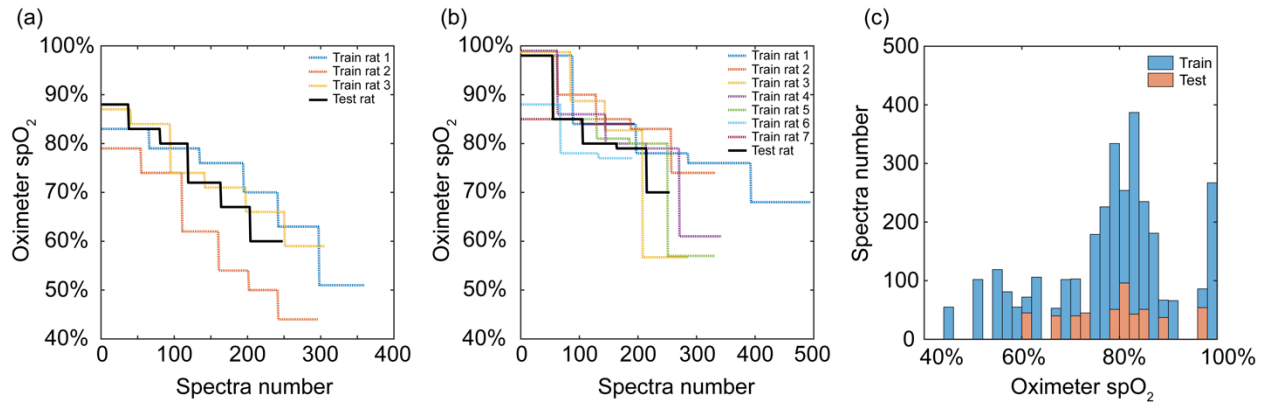 (a)
100%
90%
80%
70%
60%
50%
40%
Oximeter spO₂
0
100
200
300
400
Spectra number
Train rat 1
Train rat 2
Train rat 3
Test rat
(b)
100%
90%
80%
70%
60%
50%
40%
Oximeter spO₂
0
100
200
300
400
500
Spectra number
Train rat 1
Train rat 2
Train rat 3
Train rat 4
Train rat 5
Train rat 6
Train rat 7
Test rat
(c)
500
400
300
200
100
0
Spectra number
40%
60%
80%
100%
Oximeter spO₂
Train
Test